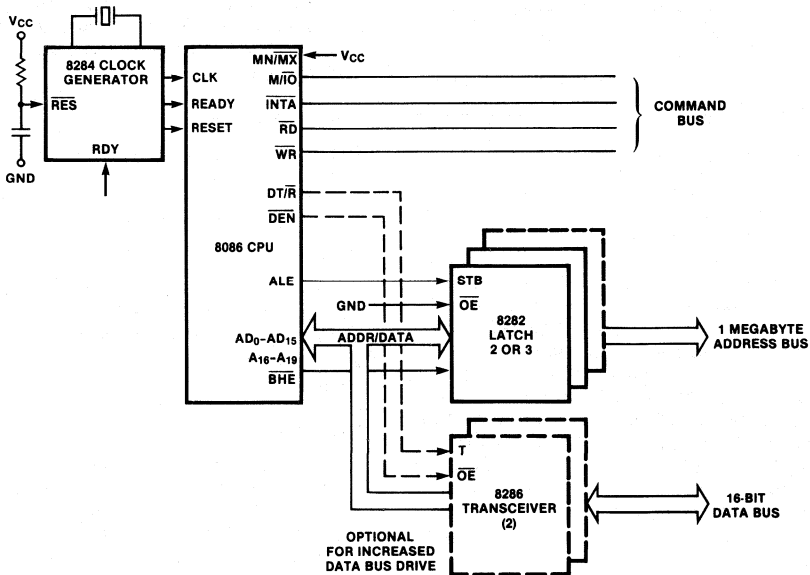 VCC
8284 CLOCK
GENERATOR
RES
RDY
GND
CLK
READY
RESET
8086 CPU
MN/MX
VCC
M/IO
INTA
RD
WR
COMMAND
BUS
DT/R
DEN
ALE
AD0–AD15
A16–A19
BHE
ADDR/DATA
GND
STB
OE
8282
LATCH
2 OR 3
1 MEGABYTE
ADDRESS BUS
T
OE
8286
TRANSCEIVER
(2)
16-BIT
DATA BUS
OPTIONAL
FOR INCREASED
DATA BUS DRIVE